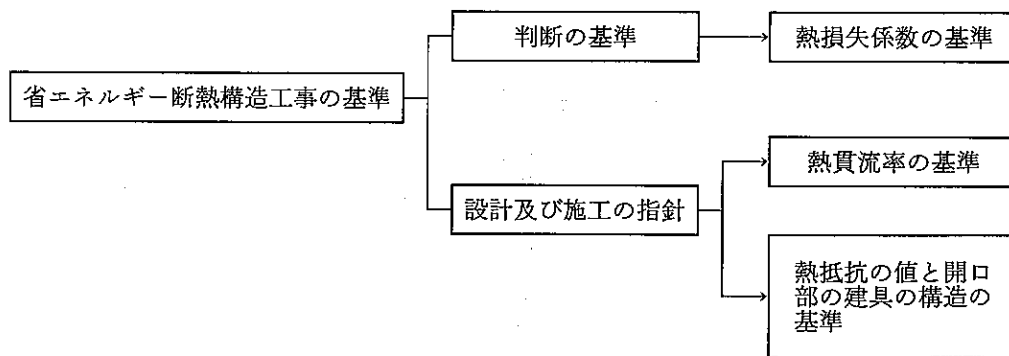 判断の基準
熱損失係数の基準
省エネルギー断熱構造工事の基準
熱貫流率の基準
設計及び施工の指針
熱抵抗の値と開口
部の建具の構造の
基準